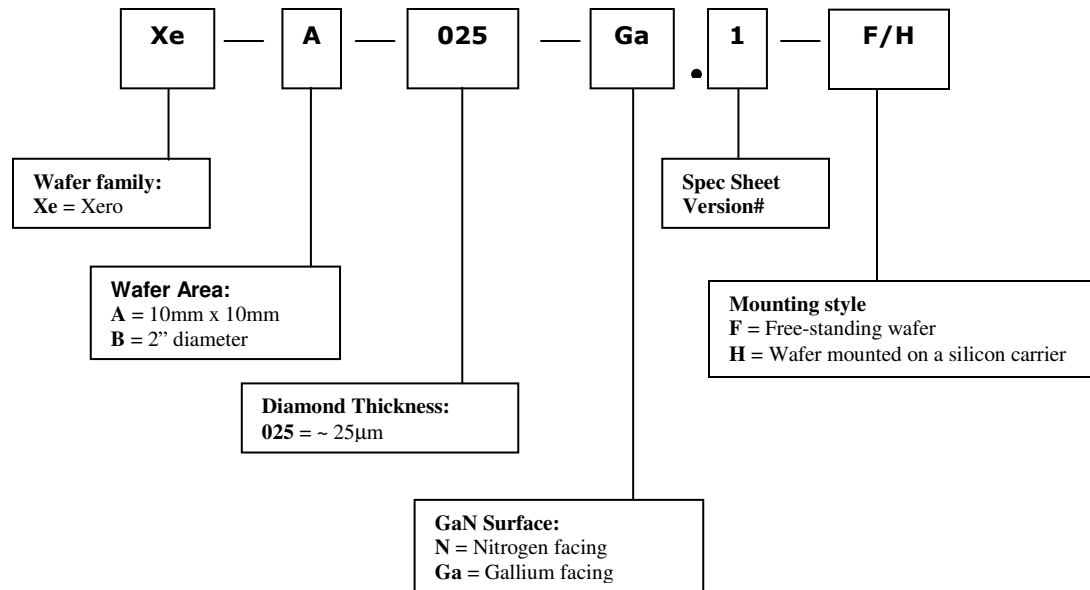 Xe — A — 025 — Ga . 1 — F/H
Wafer family:
Xe = Xero
Spec Sheet
Version#
Wafer Area:
A = 10mm x 10mm
B = 2” diameter
Mounting style
F = Free-standing wafer
H = Wafer mounted on a silicon carrier
Diamond Thickness:
025 = ~ 25µm
GaN Surface:
N = Nitrogen facing
Ga = Gallium facing